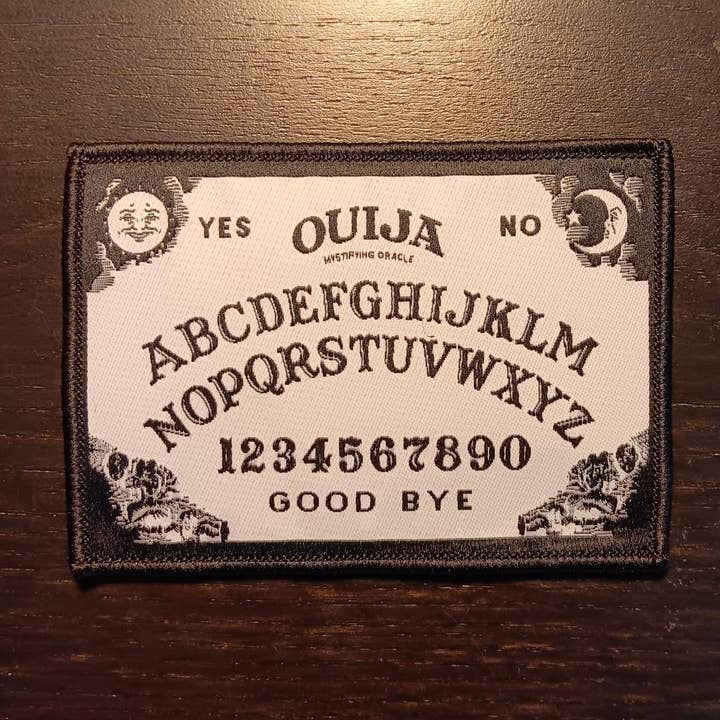 YES OUIJA NO
MYSTIFYING ORACLE
ABCDEFGHIJKLM
NOPQRSTUVWXYZ
1234567890
GOOD BYE